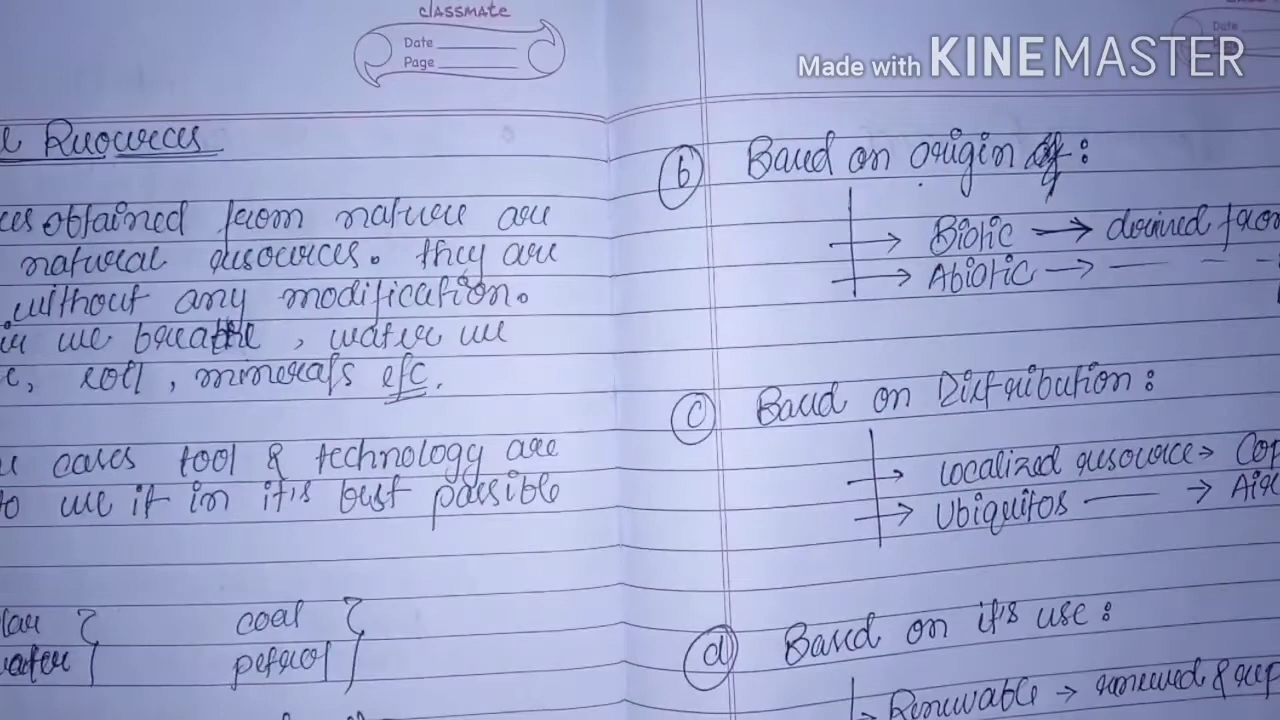 classmate
Date
Page
Date
Made with KINEMASTER
Resources
obtained from nature are
natural resources. they are
without any modification.
we breathe, water we
soil, minerals etc.
cases tool & technology are
to use it in it's best possible
coal
petrol
(b) Based on origin :
→ Biotic → derived from
→ Abiotic →
(c) Based on Distribution :
→ localized resource → Cop
→ Ubiquitos → Air
(d) Based on it's use :
→ Renewable → renewed & rep